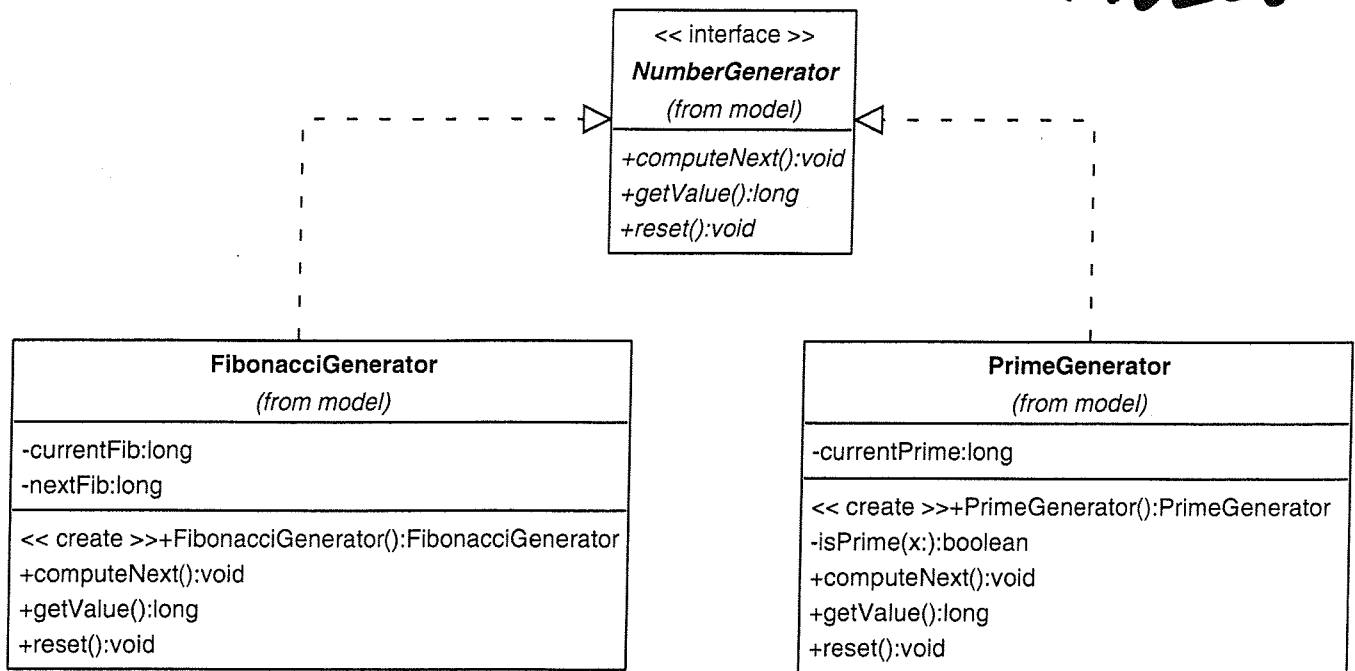 << interface >>
NumberGenerator
(from model)
+computeNext():void
+getValue():long
+reset():void
FibonacciGenerator
(from model)
-currentFib:long
-nextFib:long
<< create >>+FibonacciGenerator():FibonacciGenerator
+computeNext():void
+getValue():long
+reset():void
PrimeGenerator
(from model)
-currentPrime:long
<< create >>+PrimeGenerator():PrimeGenerator
-isPrime(x:):boolean
+computeNext():void
+getValue():long
+reset():void